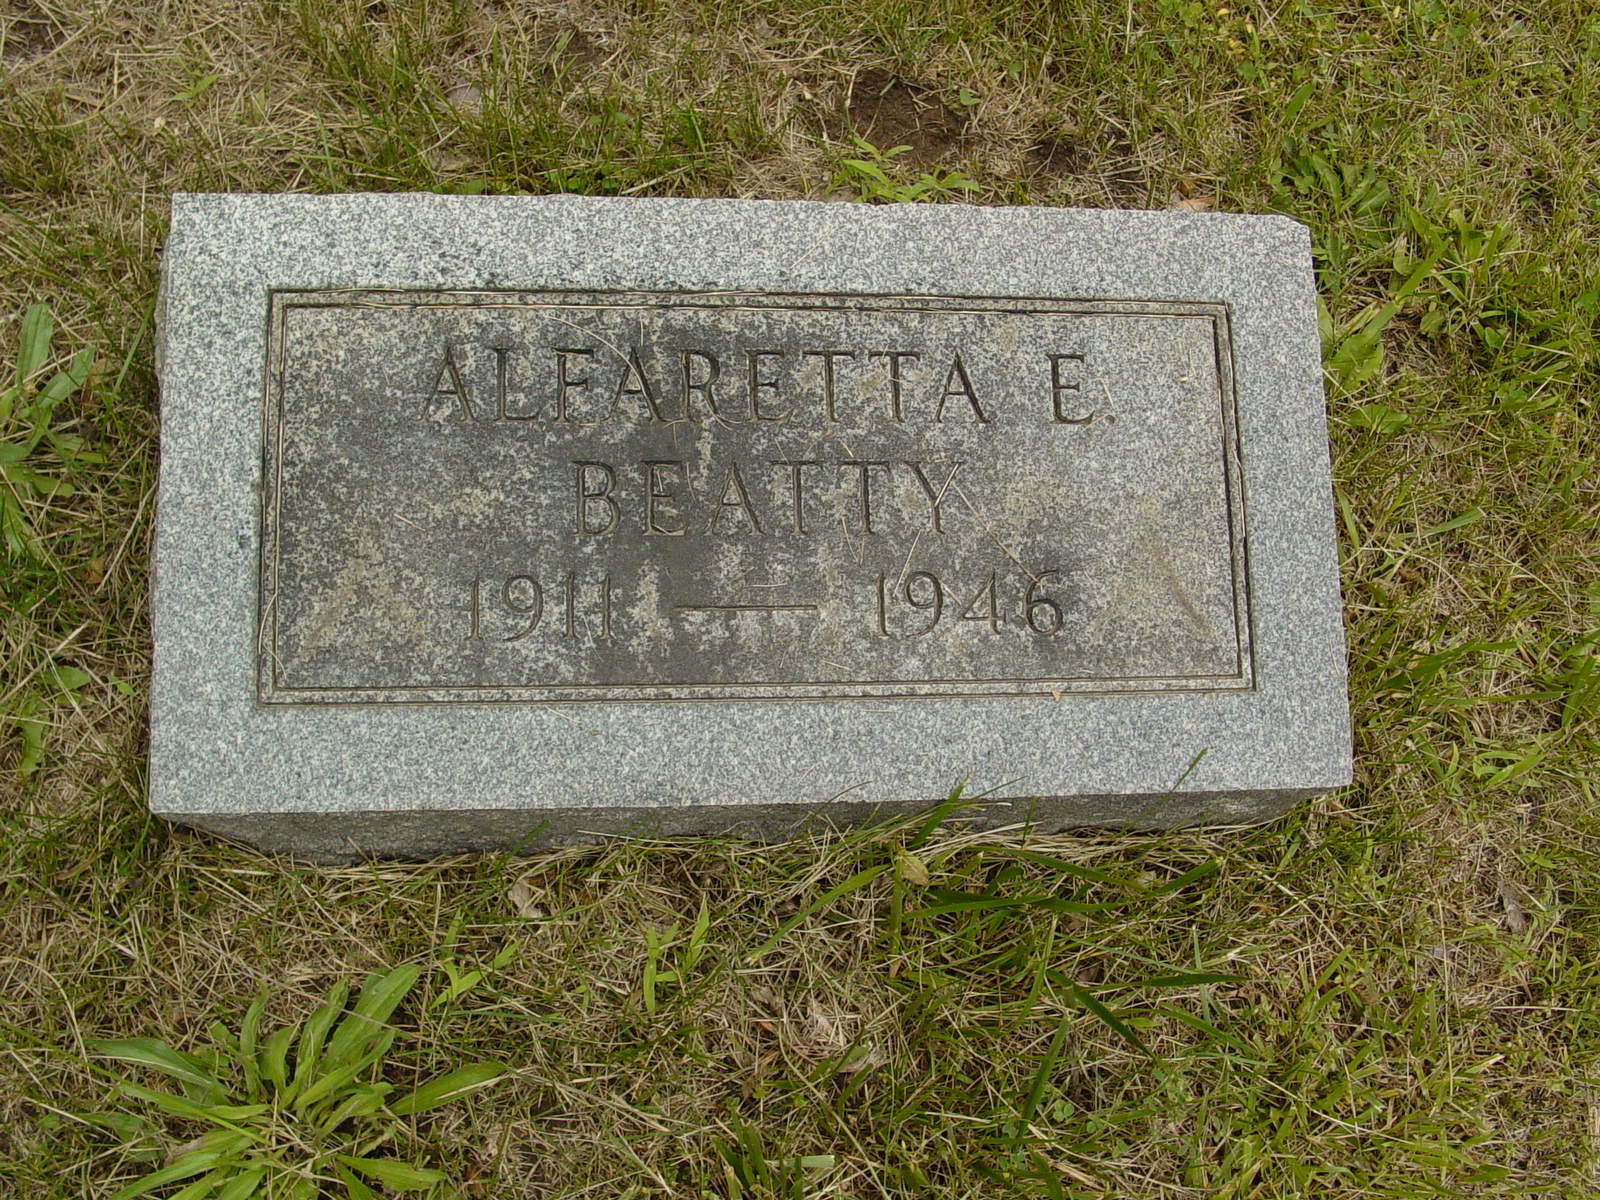 ALFARETTA E.
BEATTY
1911 — 1946